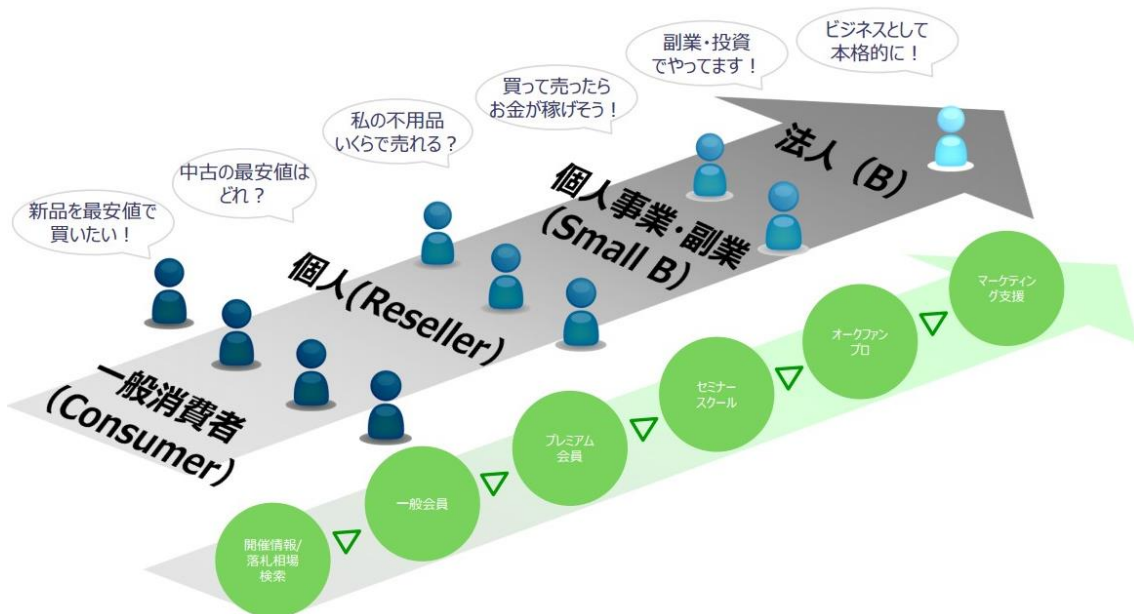 新品を最安値で
買いたい！
中古の最安値は
どれ？
私の不用品
いくらで売れる？
買って売ったら
お金が稼げそう！
副業・投資
でやってます！
ビジネスとして
本格的に！
一般消費者
(Consumer)
個人(Reseller)
個人事業・副業
(Small B)
法人 (B)
開催情報/
落札相場
検索
一般会員
プレミアム
会員
セミナー
スクール
オークファン
プロ
マーケティン
グ支援